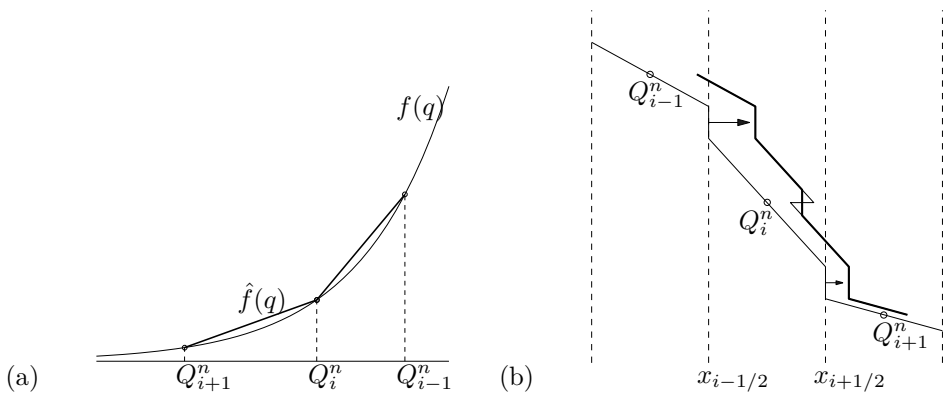 f(q)
f̂(q)
(a)
Q^n_{i+1}
Q^n_i
Q^n_{i-1}
Q^n_{i-1}
Q^n_i
Q^n_{i+1}
(b)
x_{i-1/2}
x_{i+1/2}